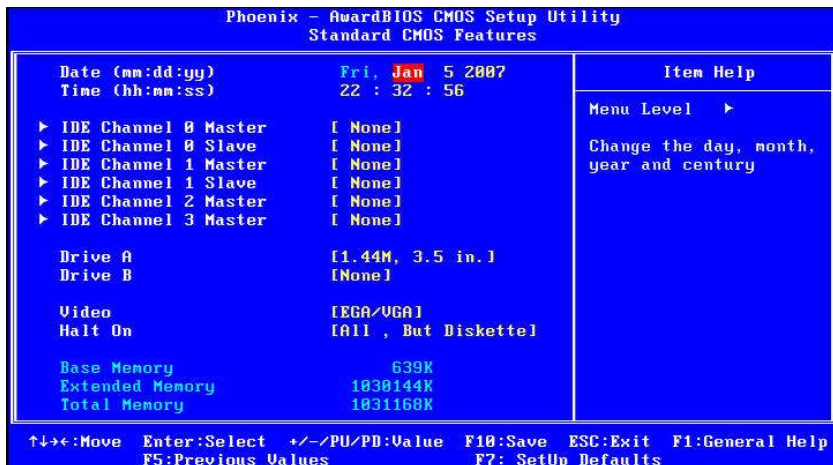 Phoenix - AwardBIOS CMOS Setup Utility
Standard CMOS Features
Date (mm:dd:yy) Fri, Jan 5 2007
Time (hh:mm:ss) 22 : 32 : 56
► IDE Channel 0 Master [ None]
► IDE Channel 0 Slave [ None]
► IDE Channel 1 Master [ None]
► IDE Channel 1 Slave [ None]
► IDE Channel 2 Master [ None]
► IDE Channel 3 Master [ None]
Drive A [1.44M, 3.5 in.]
Drive B [None]
Video [EGA/VGA]
Halt On [All , But Diskette]
Base Memory 639K
Extended Memory 1030144K
Total Memory 1031168K
Item Help
Menu Level ►
Change the day, month,
year and century
↑↓→←:Move Enter:Select +/-/PU/PD:Value F10:Save ESC:Exit F1:General Help
F5:Previous Values F7: SetUp Defaults